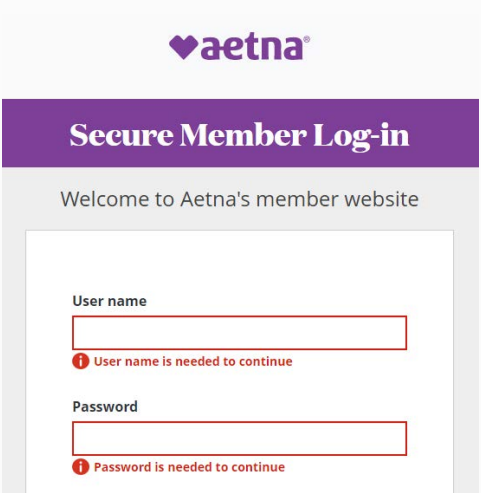 aetna®
Secure Member Log-in
Welcome to Aetna's member website
User name
User name is needed to continue
Password
Password is needed to continue